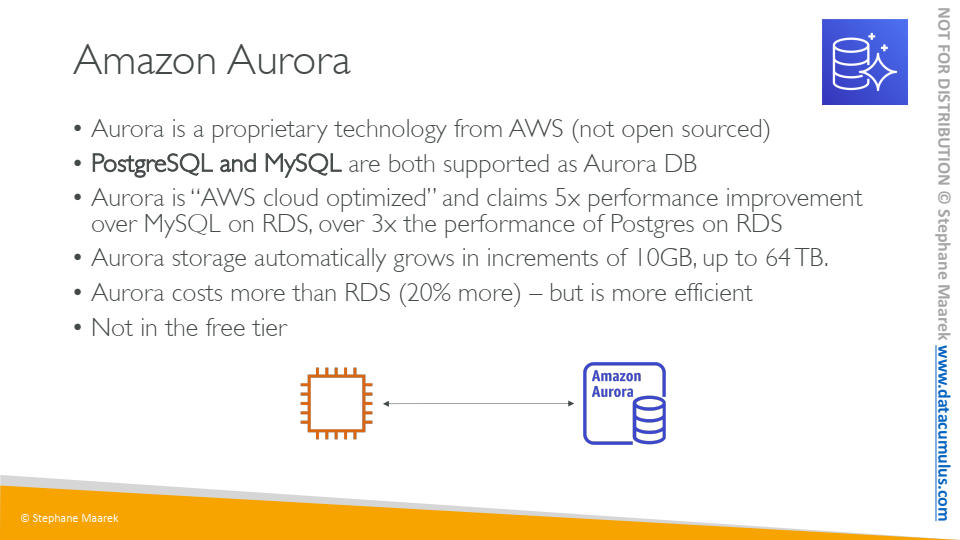 Amazon Aurora
• Aurora is a proprietary technology from AWS (not open sourced)
• PostgreSQL and MySQL are both supported as Aurora DB
• Aurora is “AWS cloud optimized” and claims 5x performance improvement
over MySQL on RDS, over 3x the performance of Postgres on RDS
• Aurora storage automatically grows in increments of 10GB, up to 64 TB.
• Aurora costs more than RDS (20% more) – but is more efficient
• Not in the free tier
Amazon
Aurora
© Stephane Maarek
NOT FOR DISTRIBUTION © Stephane Maarek www.datacumulus.com